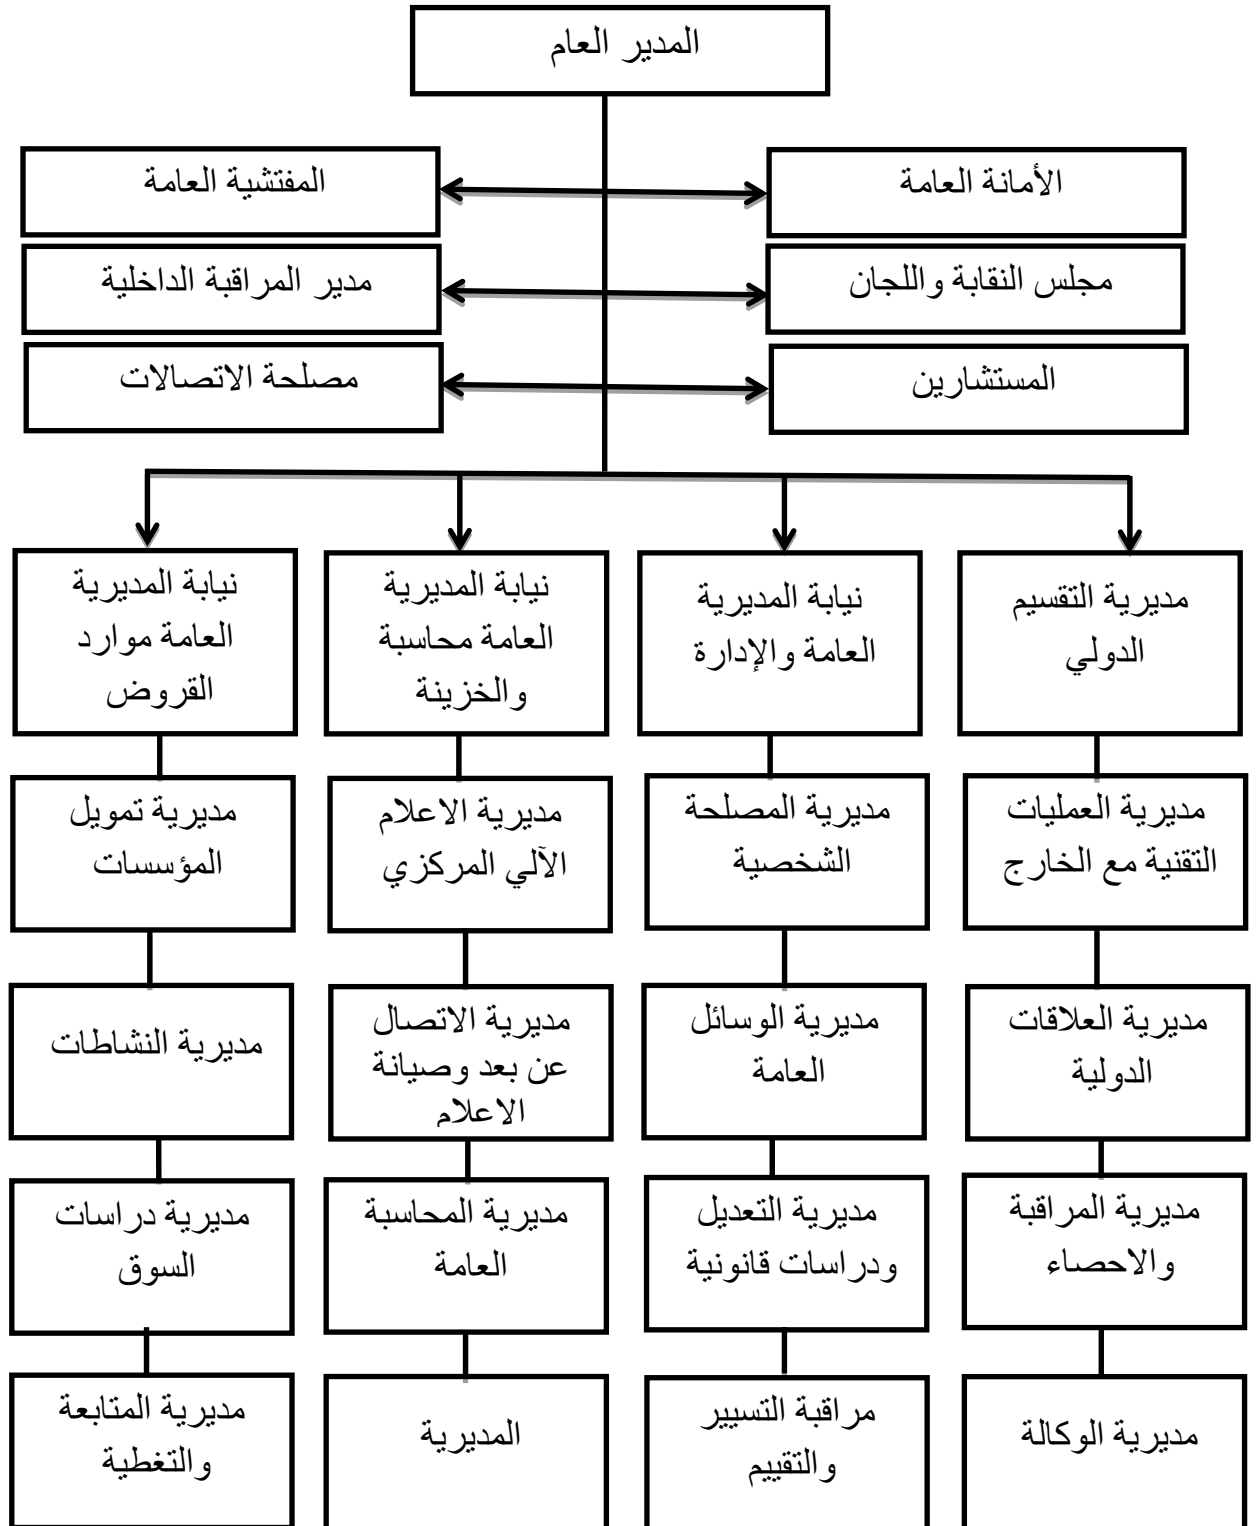 المدير العام
الأمانة العامة
المفتشية العامة
مجلس النقابة واللجان
مدير المراقبة الداخلية
المستشارين
مصلحة الاتصالات
مديرية التقسيم
الدولي
نيابة المديرية
العامة والإدارة
نيابة المديرية
العامة محاسبة
والخزينة
نيابة المديرية
العامة موارد
القروض
مديرية العمليات
التقنية مع الخارج
مديرية المصلحة
الشخصية
مديرية الاعلام
الآلي المركزي
مديرية تمويل
المؤسسات
مديرية العلاقات
الدولية
مديرية الوسائل
العامة
مديرية الاتصال
عن بعد وصيانة
الاعلام
مديرية النشاطات
مديرية المراقبة
والاحصاء
مديرية التعديل
ودراسات قانونية
مديرية المحاسبة
العامة
مديرية دراسات
السوق
مديرية الوكالة
مراقبة التسيير
والتقييم
المديرية
مديرية المتابعة
والتغطية